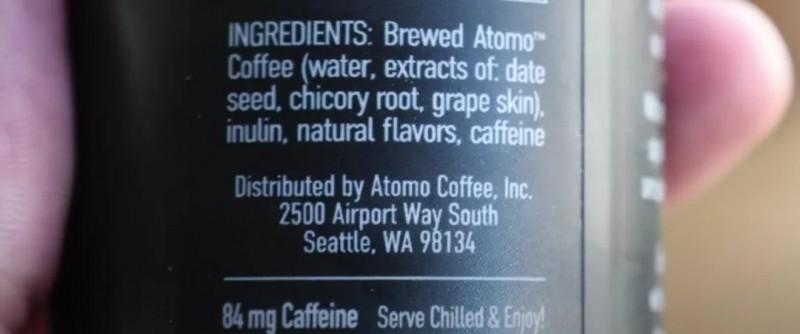 INGREDIENTS: Brewed Atomo™
Coffee (water, extracts of: date
seed, chicory root, grape skin),
inulin, natural flavors, caffeine
Distributed by Atomo Coffee, Inc.
2500 Airport Way South
Seattle, WA 98134
84 mg Caffeine Serve Chilled & Enjoy!